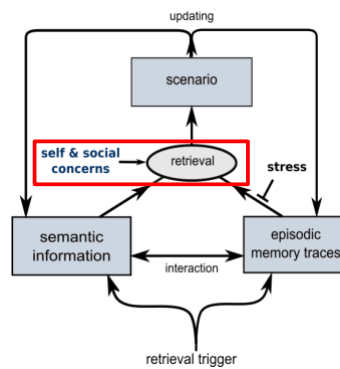 updating
scenario
self & social
concerns
retrieval
stress
semantic
information
interaction
episodic
memory traces
retrieval trigger